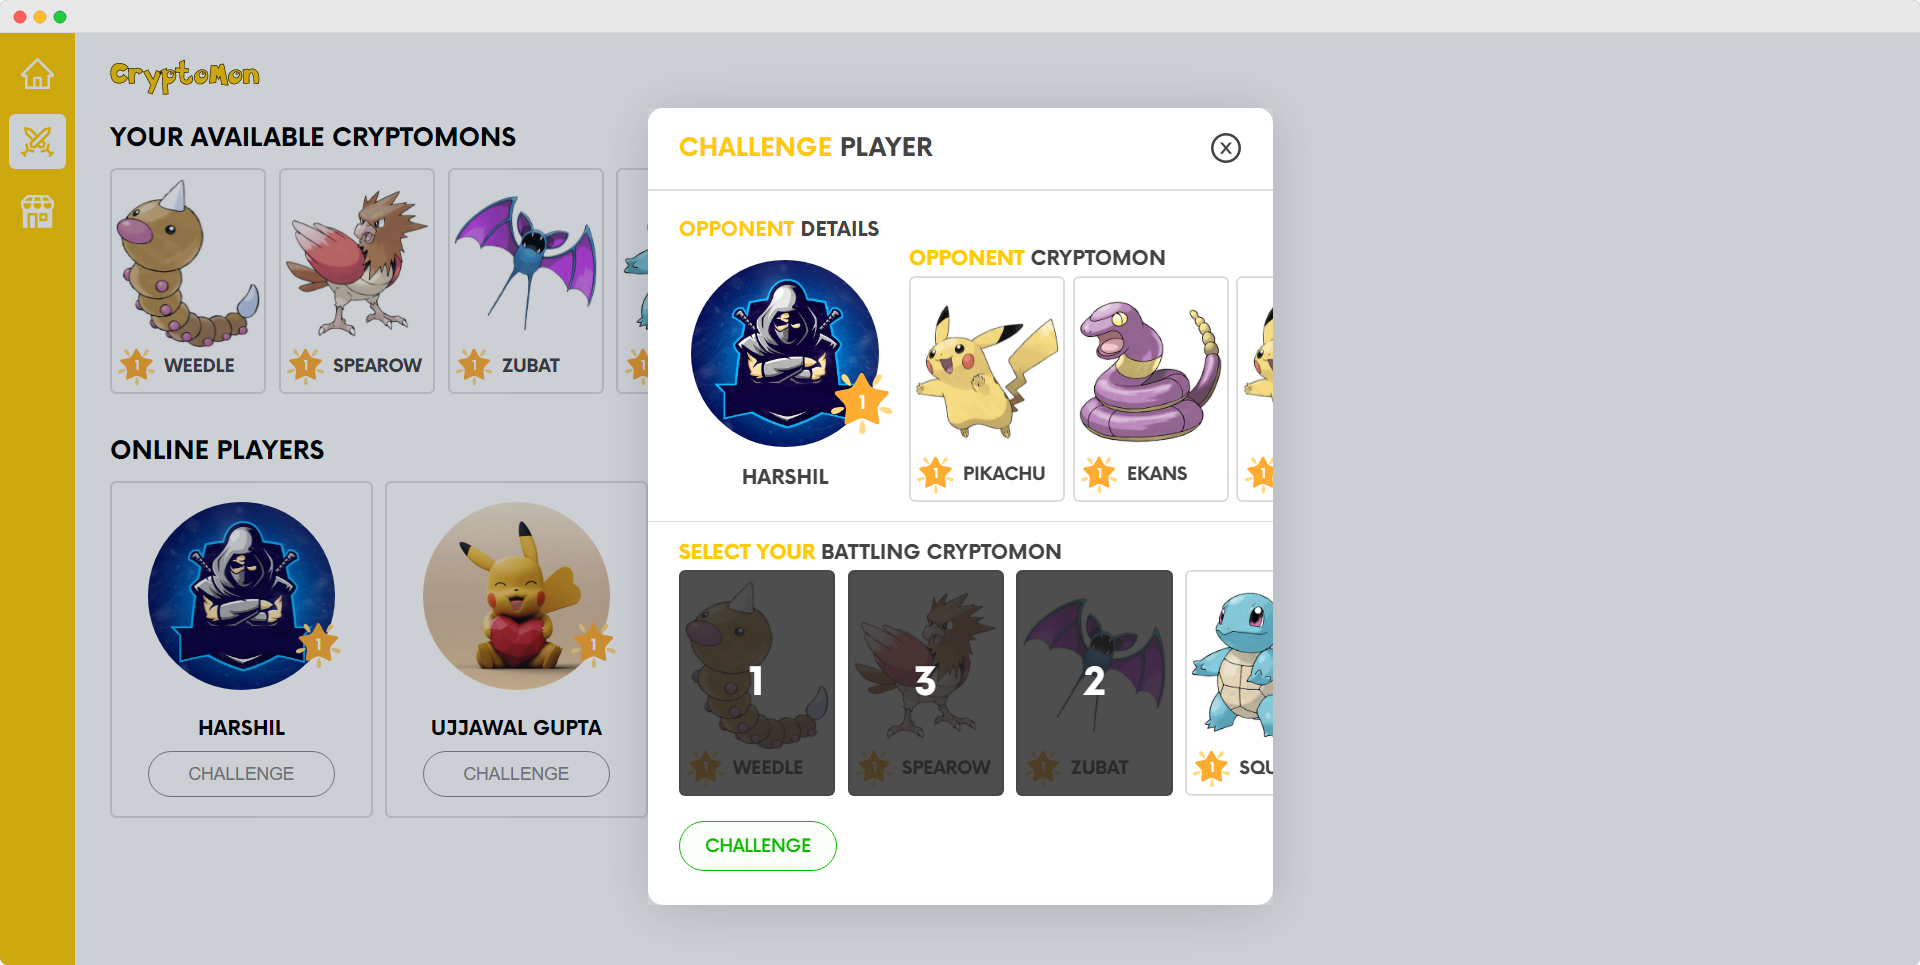 CryptoMon
YOUR AVAILABLE CRYPTOMONS
1 WEEDLE
1 SPEAROW
1 ZUBAT
1
ONLINE PLAYERS
1
HARSHIL
CHALLENGE
1
UJJAWAL GUPTA
CHALLENGE
CHALLENGE PLAYER
X
OPPONENT DETAILS
1
HARSHIL
OPPONENT CRYPTOMON
1 PIKACHU
1 EKANS
1
SELECT YOUR BATTLING CRYPTOMON
1
1 WEEDLE
3
1 SPEAROW
2
1 ZUBAT
1 SQU
CHALLENGE